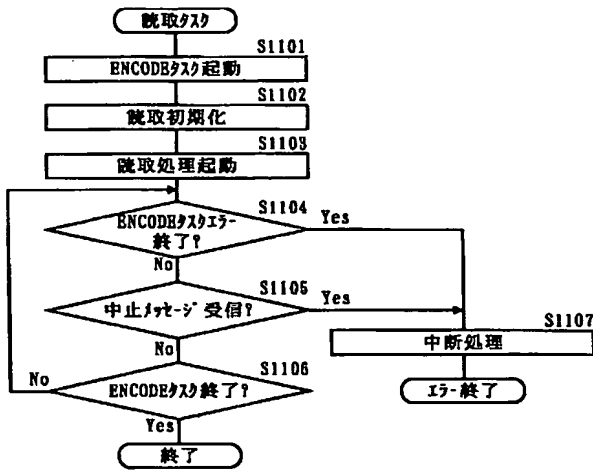 読取ﾀｽｸ
S1101
ENCODEﾀｽｸ起動
S1102
読取初期化
S1103
読取処理起動
S1104
ENCODEﾀｽｸｴﾗｰ
終了?
Yes
No
S1105
中止ﾒｯｾｰｼﾞ受信?
Yes
No
S1107
中断処理
S1106
ENCODEﾀｽｸ終了?
No
Yes
ｴﾗｰ終了
終了